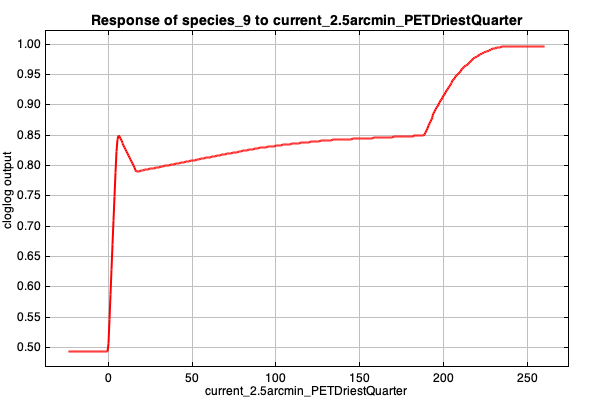 Response of species_9 to current_2.5arcmin_PETDriestQuarter
1.00
0.95
0.90
0.85
0.80
0.75
0.70
0.65
0.60
0.55
0.50
cloglog output
0 50 100 150 200 250
current_2.5arcmin_PETDriestQuarter